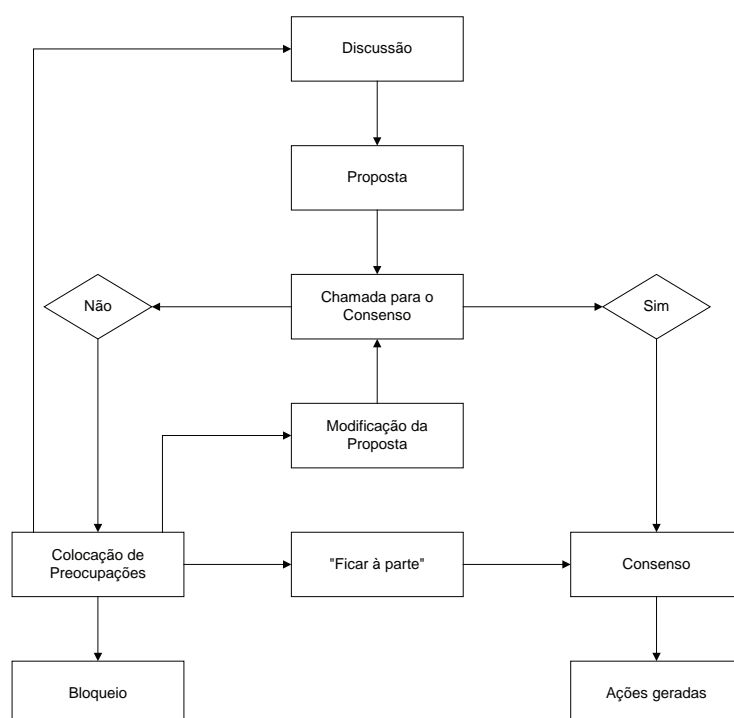 Discussão
Proposta
Não
Chamada para o
Consenso
Sim
Modificação da
Proposta
Colocação de
Preocupações
"Ficar à parte"
Consenso
Bloqueio
Ações geradas